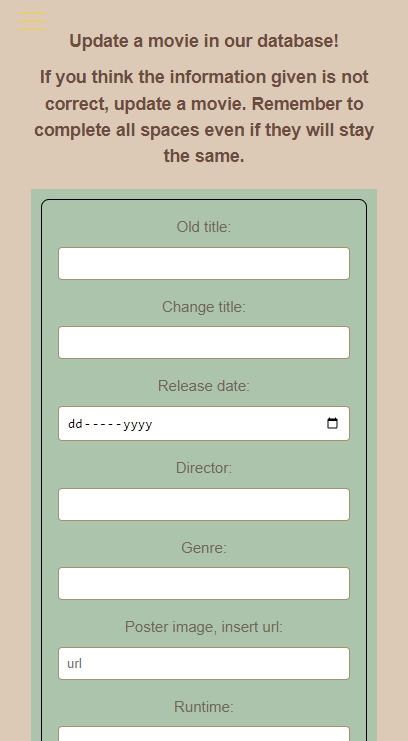 Update a movie in our database!
If you think the information given is not
correct, update a movie. Remember to
complete all spaces even if they will stay
the same.
Old title:
Change title:
Release date:
dd-----yyyy
Director:
Genre:
Poster image, insert url:
url
Runtime: